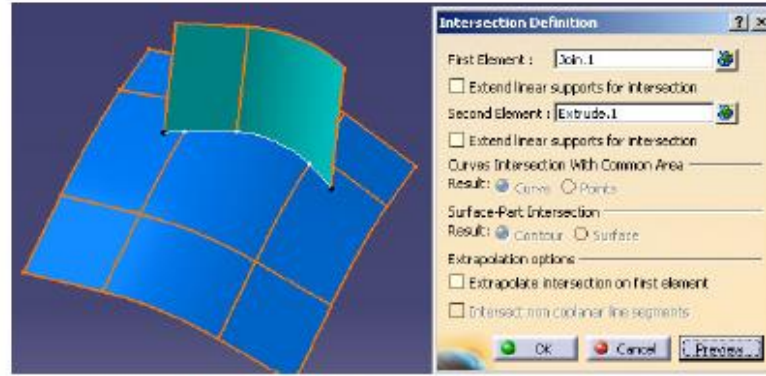 Intersection Definition
? ×
First Element : Join.1
Extend linear supports for intersection
Second Element : Extrude.1
Extend linear supports for intersection
Curves Intersection With Common Area
Result: Curve Points
Surface-Part Intersection
Result: Contour Surface
Extrapolation options
Extrapolate intersection on first element
Intersect non coplanar line segments
OK Cancel Preview